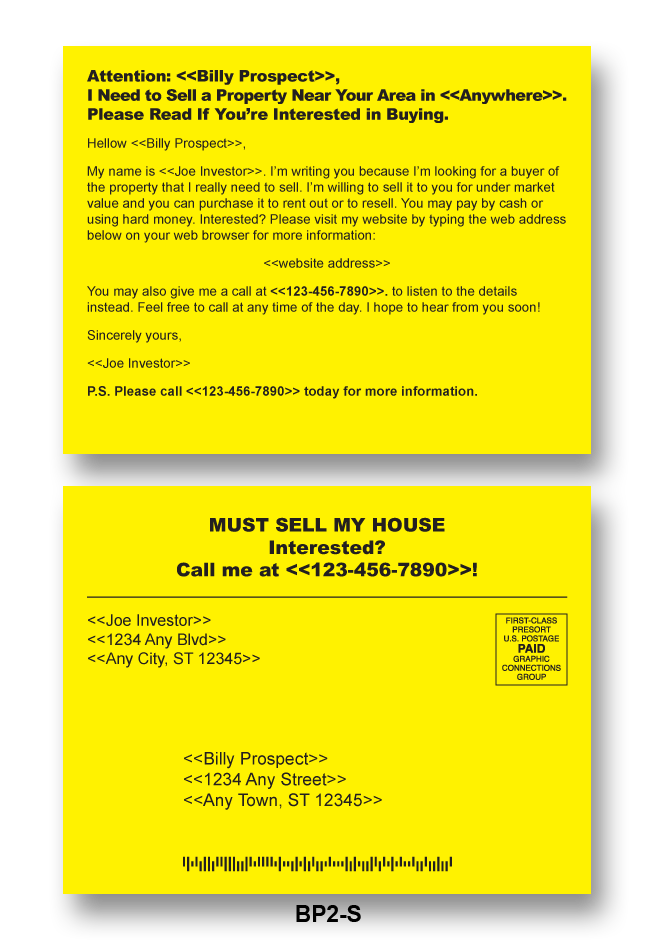 Attention: <<Billy Prospect>>,
I Need to Sell a Property Near Your Area in <<Anywhere>>.
Please Read If You're Interested in Buying.
Hellow <<Billy Prospect>>,
My name is <<Joe Investor>>. I'm writing you because I'm looking for a buyer of
the property that I really need to sell. I'm willing to sell it to you for under market
value and you can purchase it to rent out or to resell. You may pay by cash or
using hard money. Interested? Please visit my website by typing the web address
below on your web browser for more information:
<<website address>>
You may also give me a call at <<123-456-7890>>. to listen to the details
instead. Feel free to call at any time of the day. I hope to hear from you soon!
Sincerely yours,
<<Joe Investor>>
P.S. Please call <<123-456-7890>> today for more information.
MUST SELL MY HOUSE
Interested?
Call me at <<123-456-7890>>!
<<Joe Investor>>
<<1234 Any Blvd>>
<<Any City, ST 12345>>
FIRST-CLASS
PRESORT
U.S. POSTAGE
PAID
GRAPHIC
CONNECTIONS
GROUP
<<Billy Prospect>>
<<1234 Any Street>>
<<Any Town, ST 12345>>
BP2-S